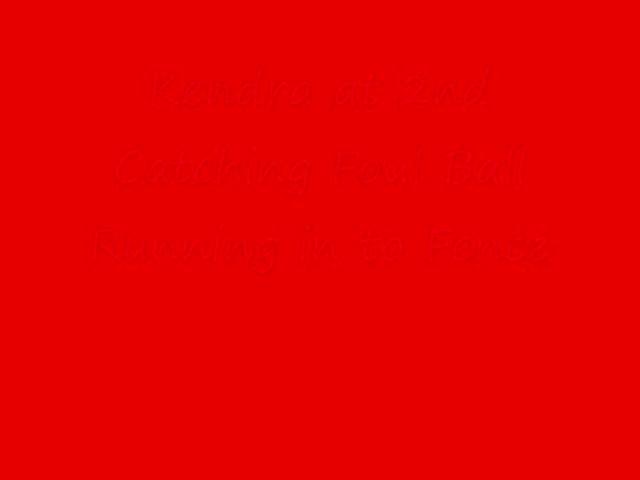 Kendra at 2nd
Catching Foul Ball
Running in to Fence